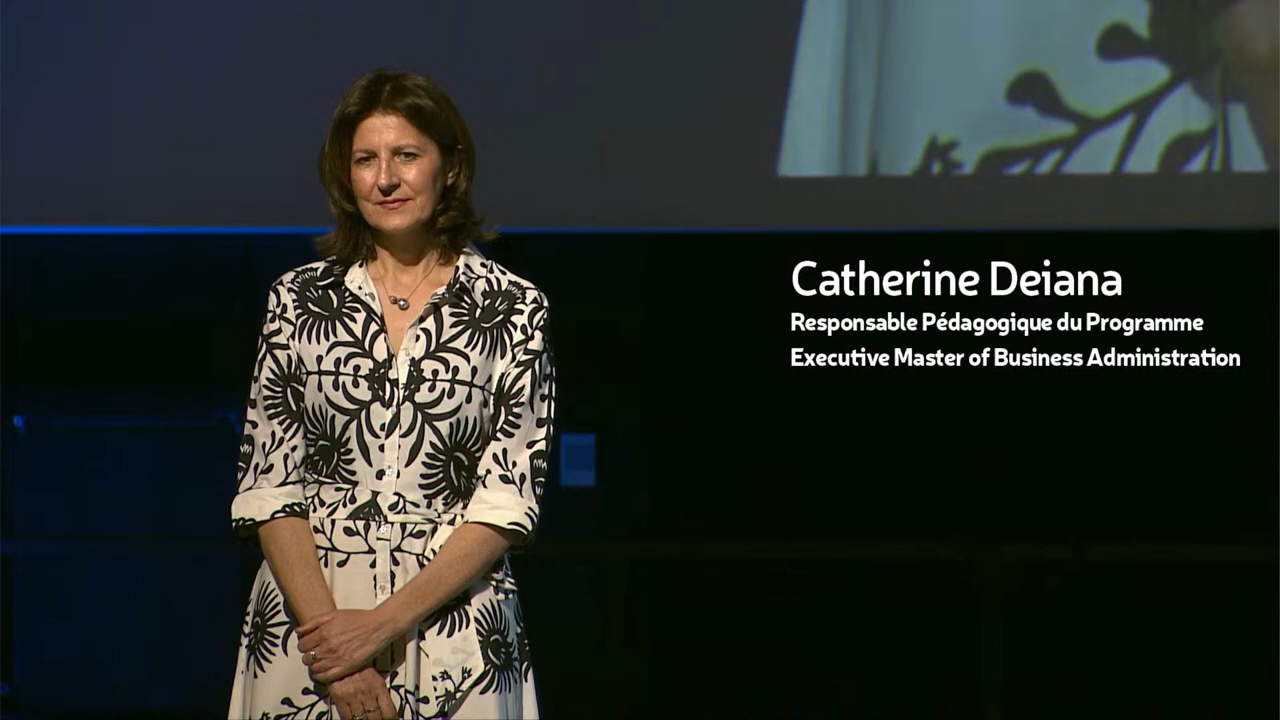 Catherine Deiana
Responsable Pédagogique du Programme
Executive Master of Business Administration